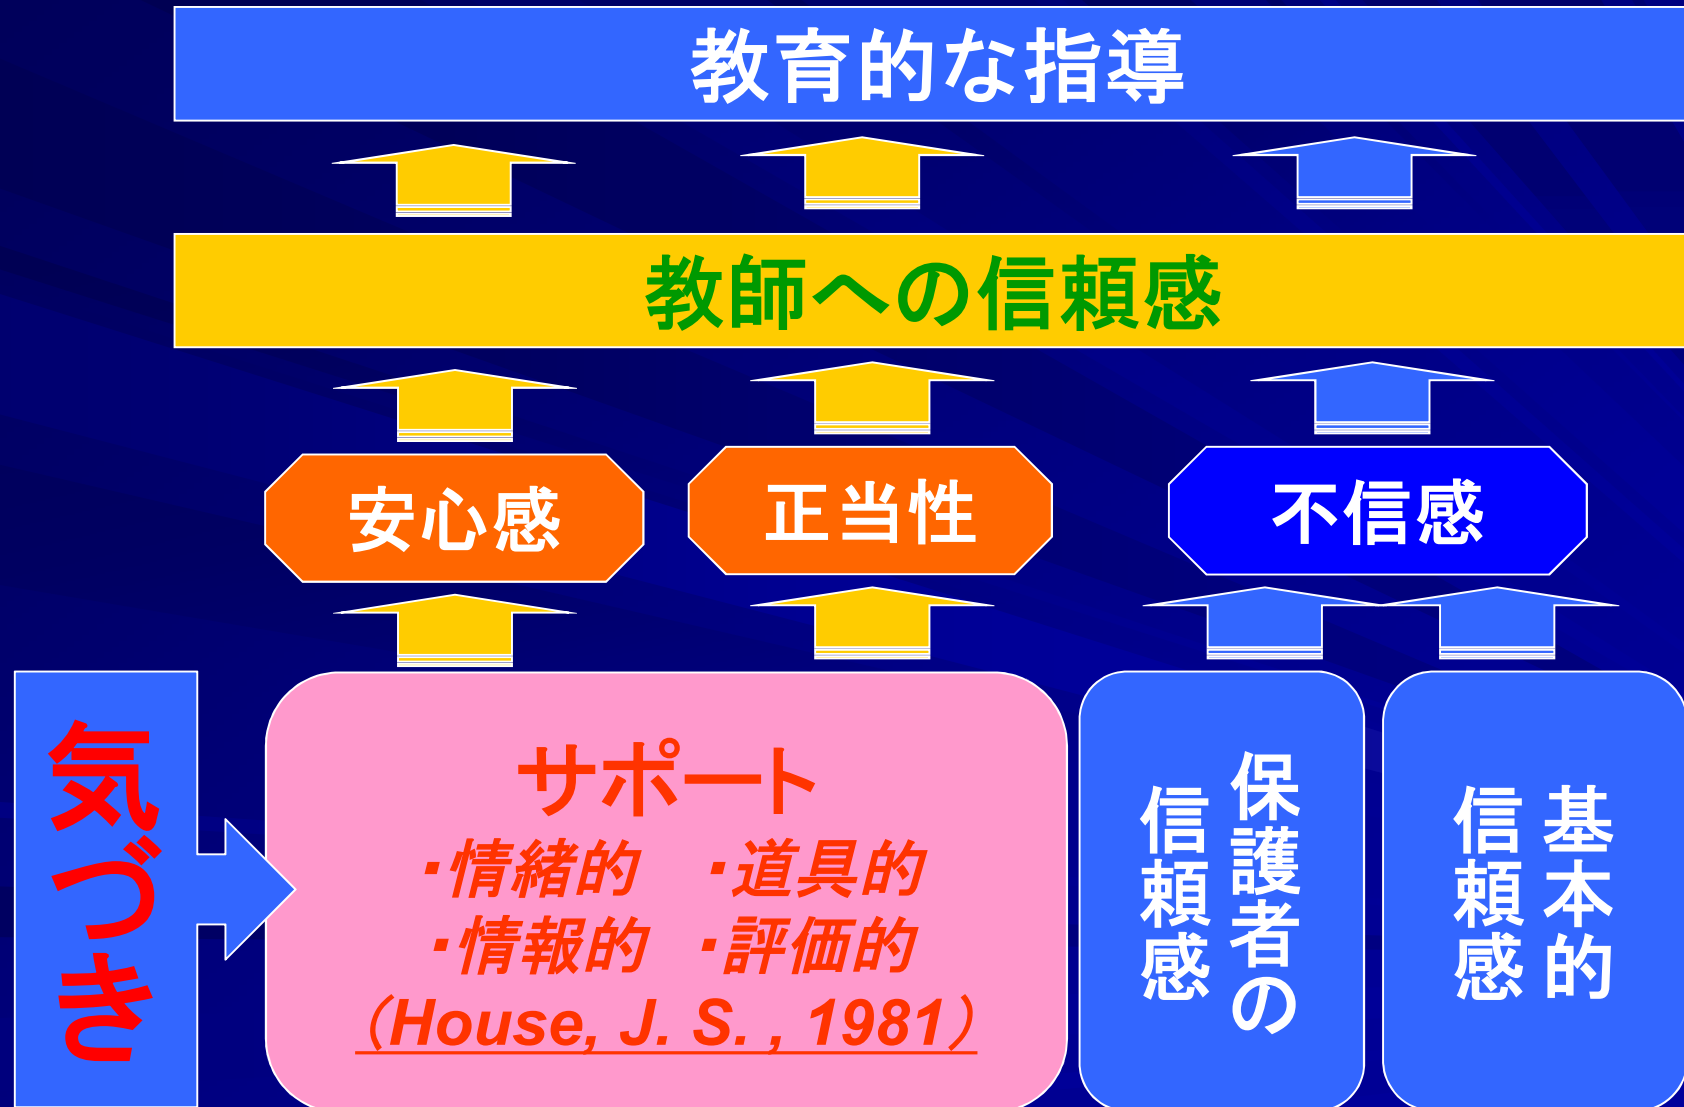 教育的な指導
教師への信頼感
安心感
正当性
不信感
気づき
サポート
・情緒的　・道具的
・情報的　・評価的
（House, J. S. , 1981）
保護者の
信頼感
基本的
信頼感